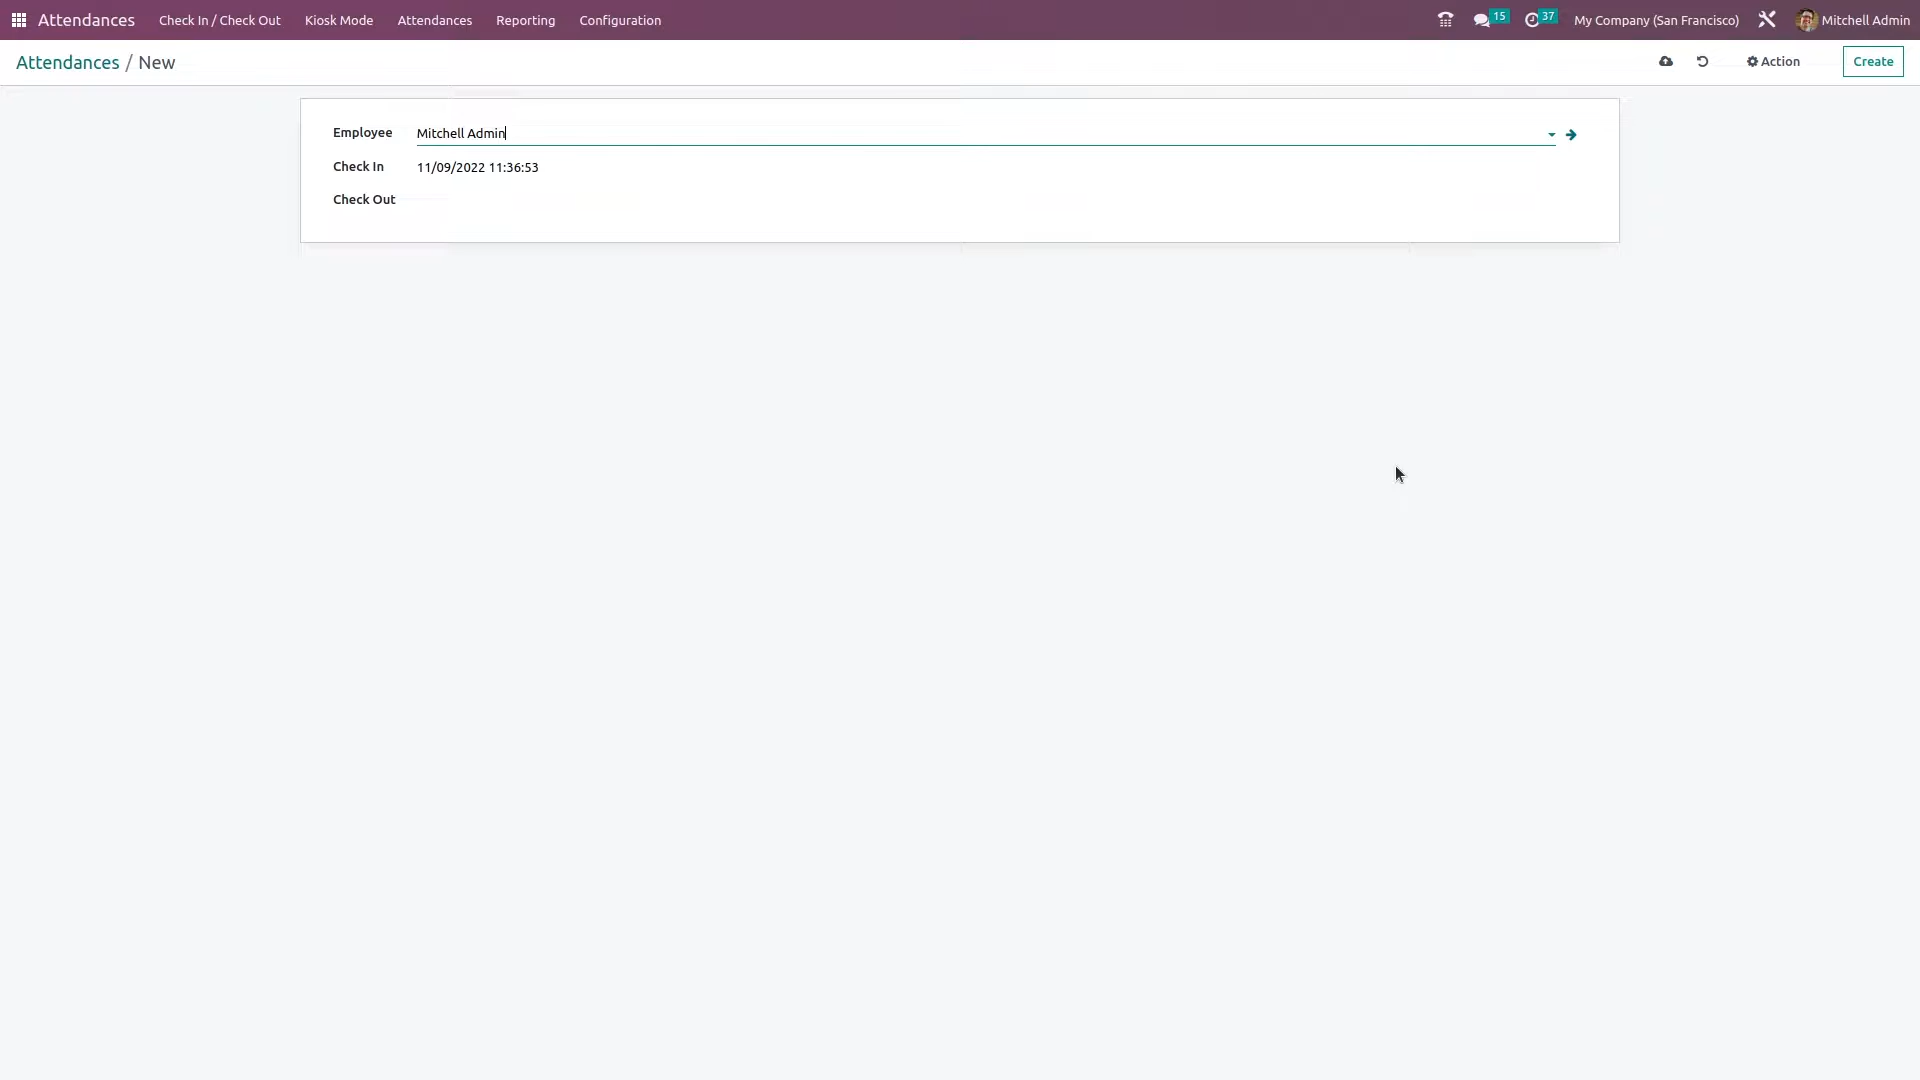 Attendances Check In / Check Out Kiosk Mode Attendances Reporting Configuration 15 37 My Company (San Francisco) Mitchell Admin
Attendances / New Action Create
Employee Mitchell Admin
Check In 11/09/2022 11:36:53
Check Out